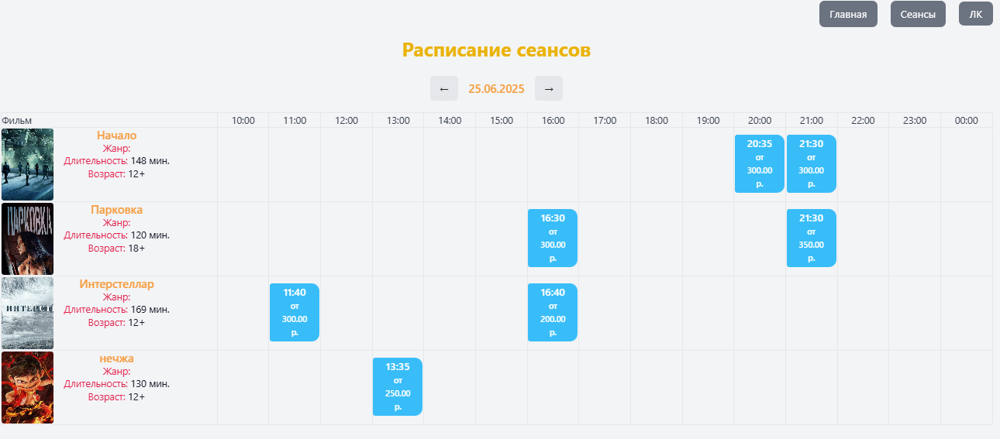 Главная Сеансы ЛК
Расписание сеансов
← 25.06.2025 →
Фильм 10:00 11:00 12:00 13:00 14:00 15:00 16:00 17:00 18:00 19:00 20:00 21:00 22:00 23:00 00:00
Начало
Жанр:
Длительность: 148 мин.
Возраст: 12+
20:35
от
300.00
р.
21:30
от
300.00
р.
ПАРКОВКА
Парковка
Жанр:
Длительность: 120 мин.
Возраст: 18+
16:30
от
300.00
р.
21:30
от
350.00
р.
ИНТЕРСТ
Интерстеллар
Жанр:
Длительность: 169 мин.
Возраст: 12+
11:40
от
300.00
р.
16:40
от
200.00
р.
нечжа
Жанр:
Длительность: 130 мин.
Возраст: 12+
13:35
от
250.00
р.